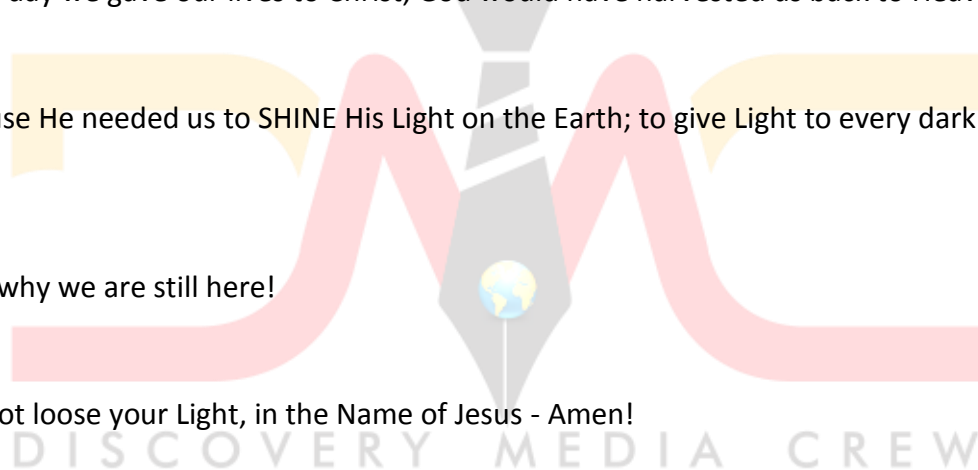 day we gave our lives to Christ, God would have harvested us back to Hea
use He needed us to SHINE His Light on the Earth; to give Light to every dark
why we are still here!
ot loose your Light, in the Name of Jesus - Amen!
DISCOVERY MEDIA CREW